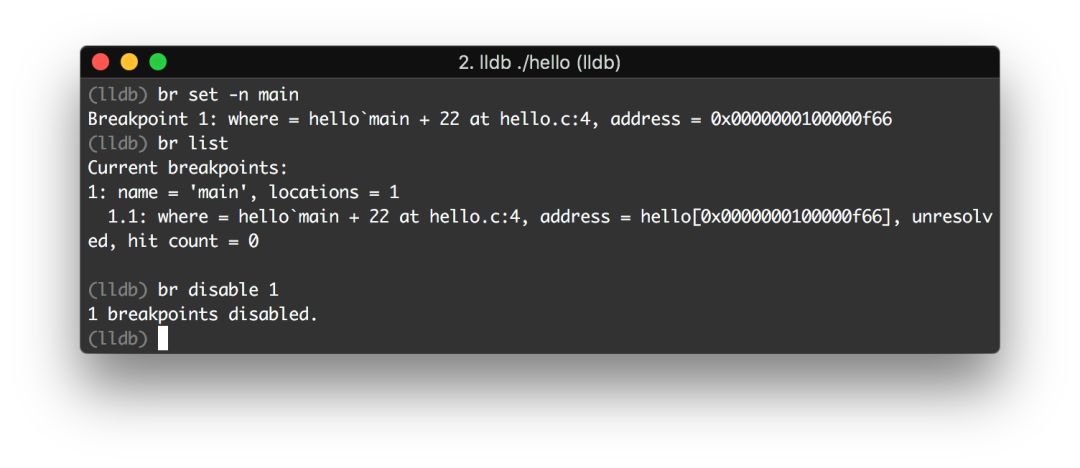 2. lldb ./hello (lldb)
(lldb) br set -n main
Breakpoint 1: where = hello`main + 22 at hello.c:4, address = 0x0000000100000f66
(lldb) br list
Current breakpoints:
1: name = 'main', locations = 1
  1.1: where = hello`main + 22 at hello.c:4, address = hello[0x0000000100000f66], unresolv
ed, hit count = 0
(lldb) br disable 1
1 breakpoints disabled.
(lldb)